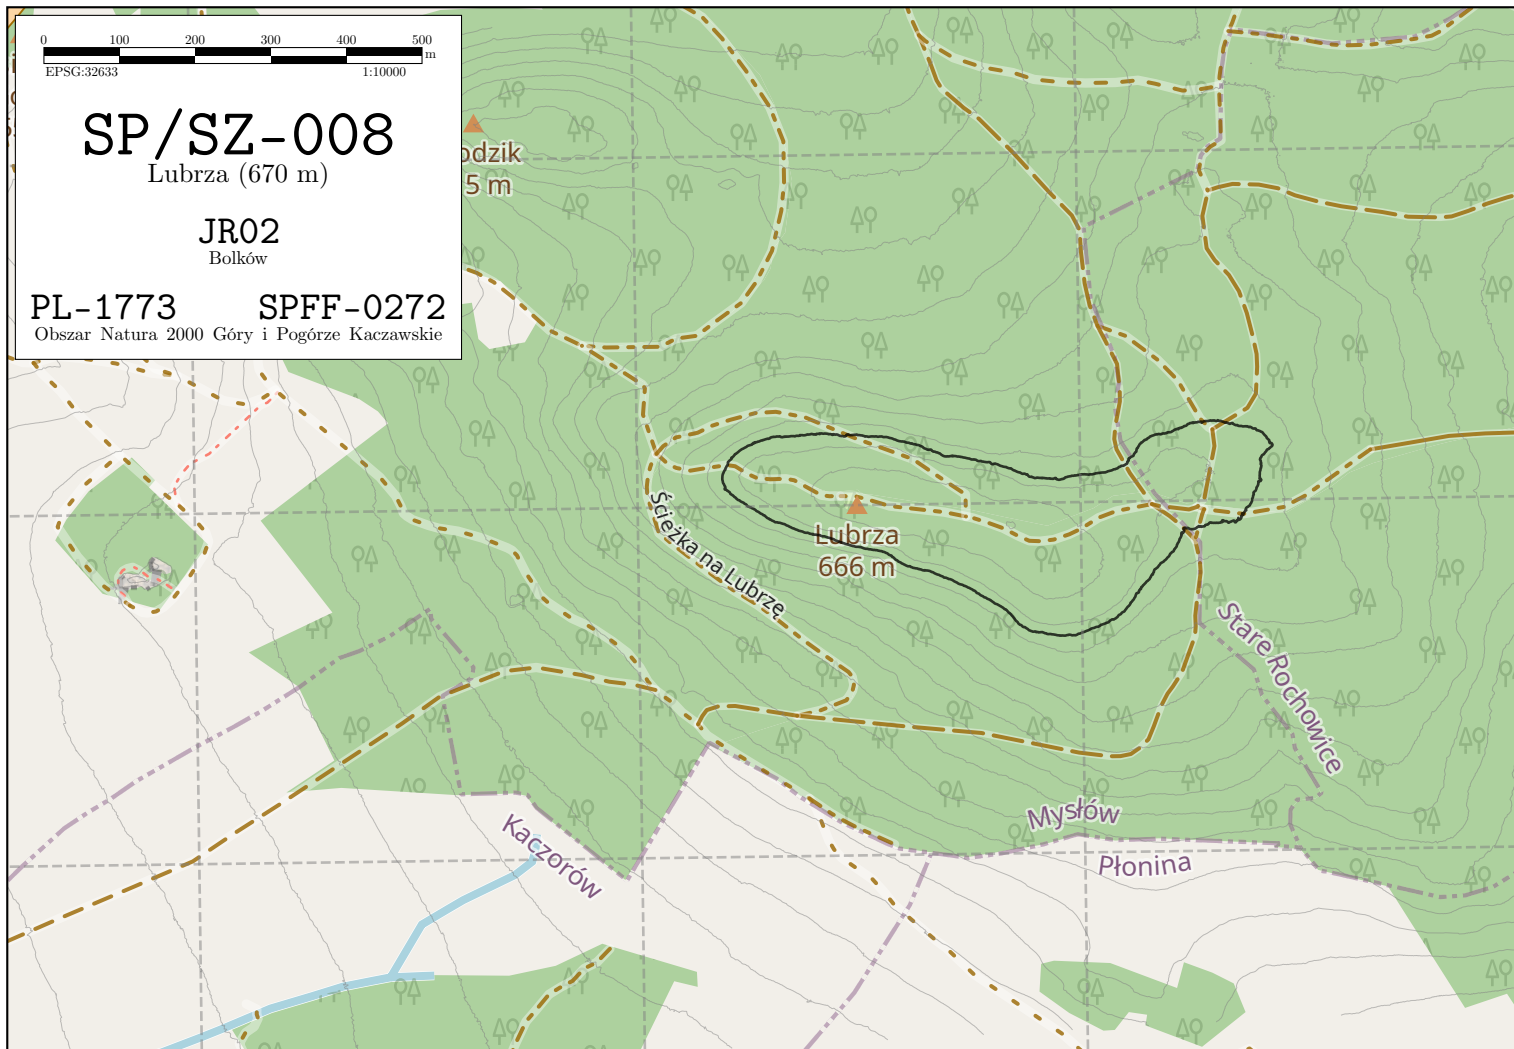 0 100 200 300 400 500 m
EPSG:32633 1:10000
SP/SZ-008
Lubrza (670 m)
JR02
Bolków
PL-1773 SPFF-0272
Obszar Natura 2000 Góry i Pogórze Kaczawskie
odzik
5 m
Lubrza
666 m
Ścieżka na Lubrzę
Stare Rochowice
Mysłów
Płonina
Kaczorów